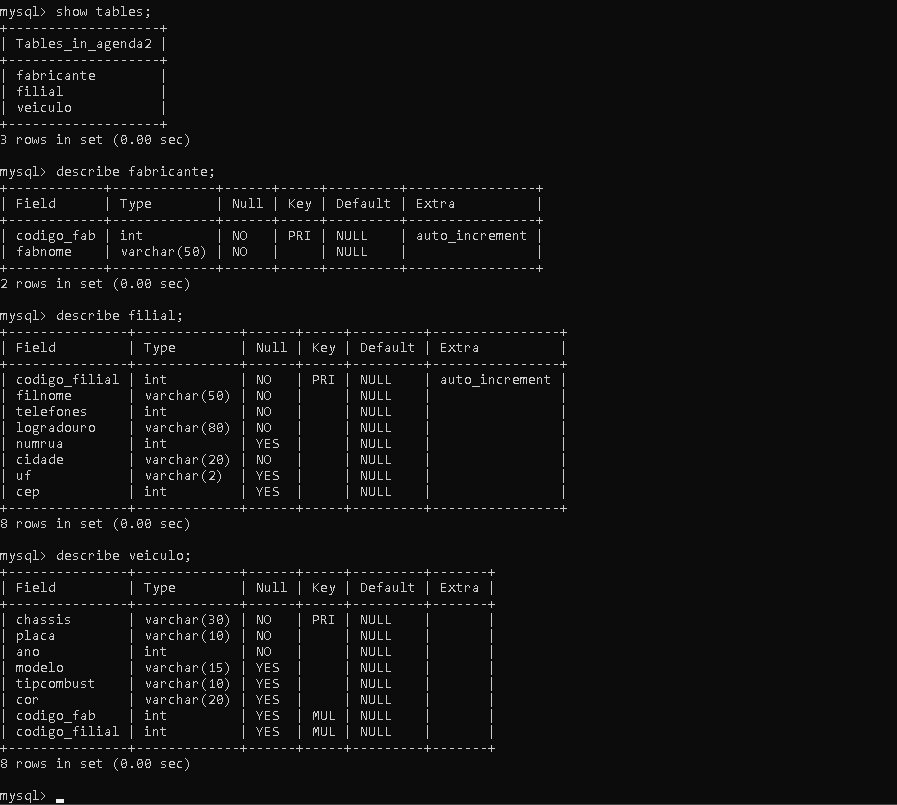 mysql> show tables;
+-------------------+
| Tables_in_agenda2 |
+-------------------+
| fabricante        |
| filial            |
| veiculo           |
+-------------------+
3 rows in set (0.00 sec)

mysql> describe fabricante;
+------------+-------------+------+-----+---------+----------------+
| Field      | Type        | Null | Key | Default | Extra          |
+------------+-------------+------+-----+---------+----------------+
| codigo_fab | int         | NO   | PRI | NULL    | auto_increment |
| fabnome    | varchar(50) | NO   |     | NULL    |                |
+------------+-------------+------+-----+---------+----------------+
2 rows in set (0.00 sec)

mysql> describe filial;
+---------------+-------------+------+-----+---------+----------------+
| Field         | Type        | Null | Key | Default | Extra          |
+---------------+-------------+------+-----+---------+----------------+
| codigo_filial | int         | NO   | PRI | NULL    | auto_increment |
| filnome       | varchar(50) | NO   |     | NULL    |                |
| telefones     | int         | NO   |     | NULL    |                |
| logradouro    | varchar(80) | NO   |     | NULL    |                |
| numrua        | int         | YES  |     | NULL    |                |
| cidade        | varchar(20) | NO   |     | NULL    |                |
| uf            | varchar(2)  | YES  |     | NULL    |                |
| cep           | int         | YES  |     | NULL    |                |
+---------------+-------------+------+-----+---------+----------------+
8 rows in set (0.00 sec)

mysql> describe veiculo;
+---------------+-------------+------+-----+---------+-------+
| Field         | Type        | Null | Key | Default | Extra |
+---------------+-------------+------+-----+---------+-------+
| chassis       | varchar(30) | NO   | PRI | NULL    |       |
| placa         | varchar(10) | NO   |     | NULL    |       |
| ano           | int         | NO   |     | NULL    |       |
| modelo        | varchar(15) | YES  |     | NULL    |       |
| tipcombust    | varchar(10) | YES  |     | NULL    |       |
| cor           | varchar(20) | YES  |     | NULL    |       |
| codigo_fab    | int         | YES  | MUL | NULL    |       |
| codigo_filial | int         | YES  | MUL | NULL    |       |
+---------------+-------------+------+-----+---------+-------+
8 rows in set (0.00 sec)

mysql> _